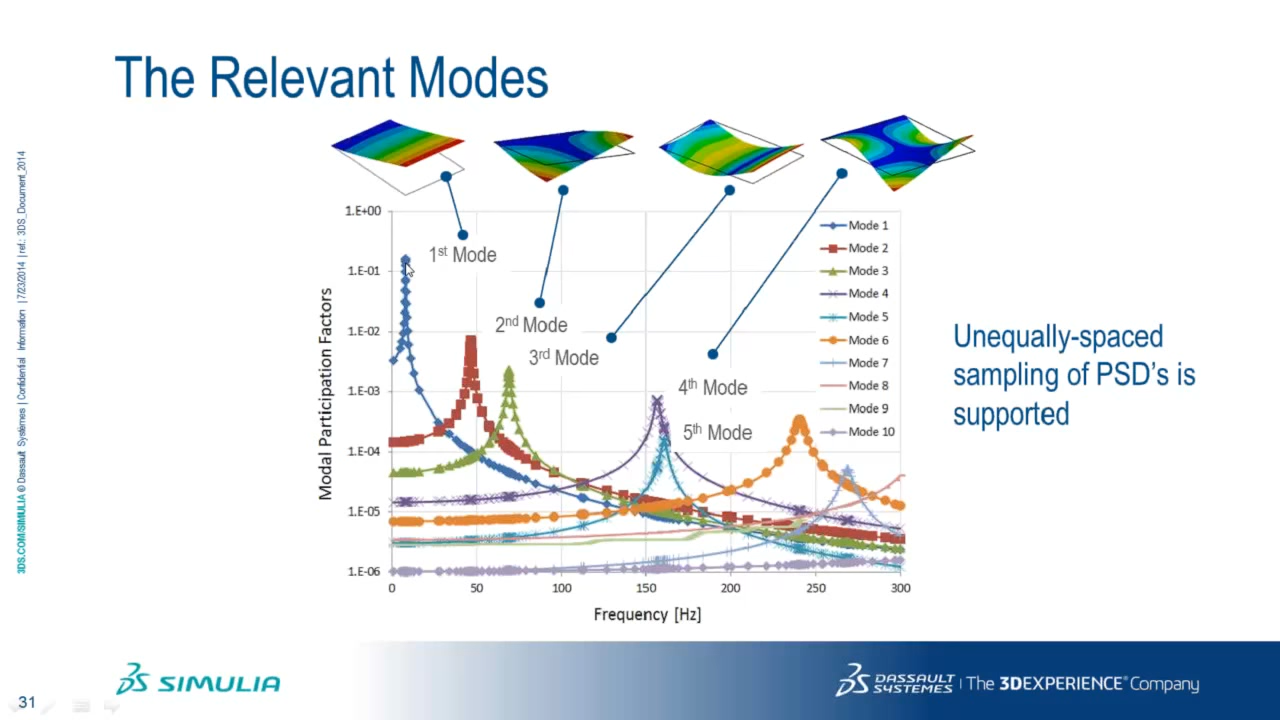 The Relevant Modes
3DS.COM/SIMULIA © Dassault Systèmes | Confidential Information | 7/23/2014 | ref.: 3DS_Document_2014
1.E+00
1.E-01
1.E-02
1.E-03
1.E-04
1.E-05
1.E-06
Modal Participation Factors
1st Mode
2nd Mode
3rd Mode
4th Mode
5th Mode
Mode 1
Mode 2
Mode 3
Mode 4
Mode 5
Mode 6
Mode 7
Mode 8
Mode 9
Mode 10
0 50 100 150 200 250 300
Frequency [Hz]
Unequally-spaced
sampling of PSD's is
supported
31
SIMULIA
DASSAULT
SYSTEMES | The 3DEXPERIENCE® Company